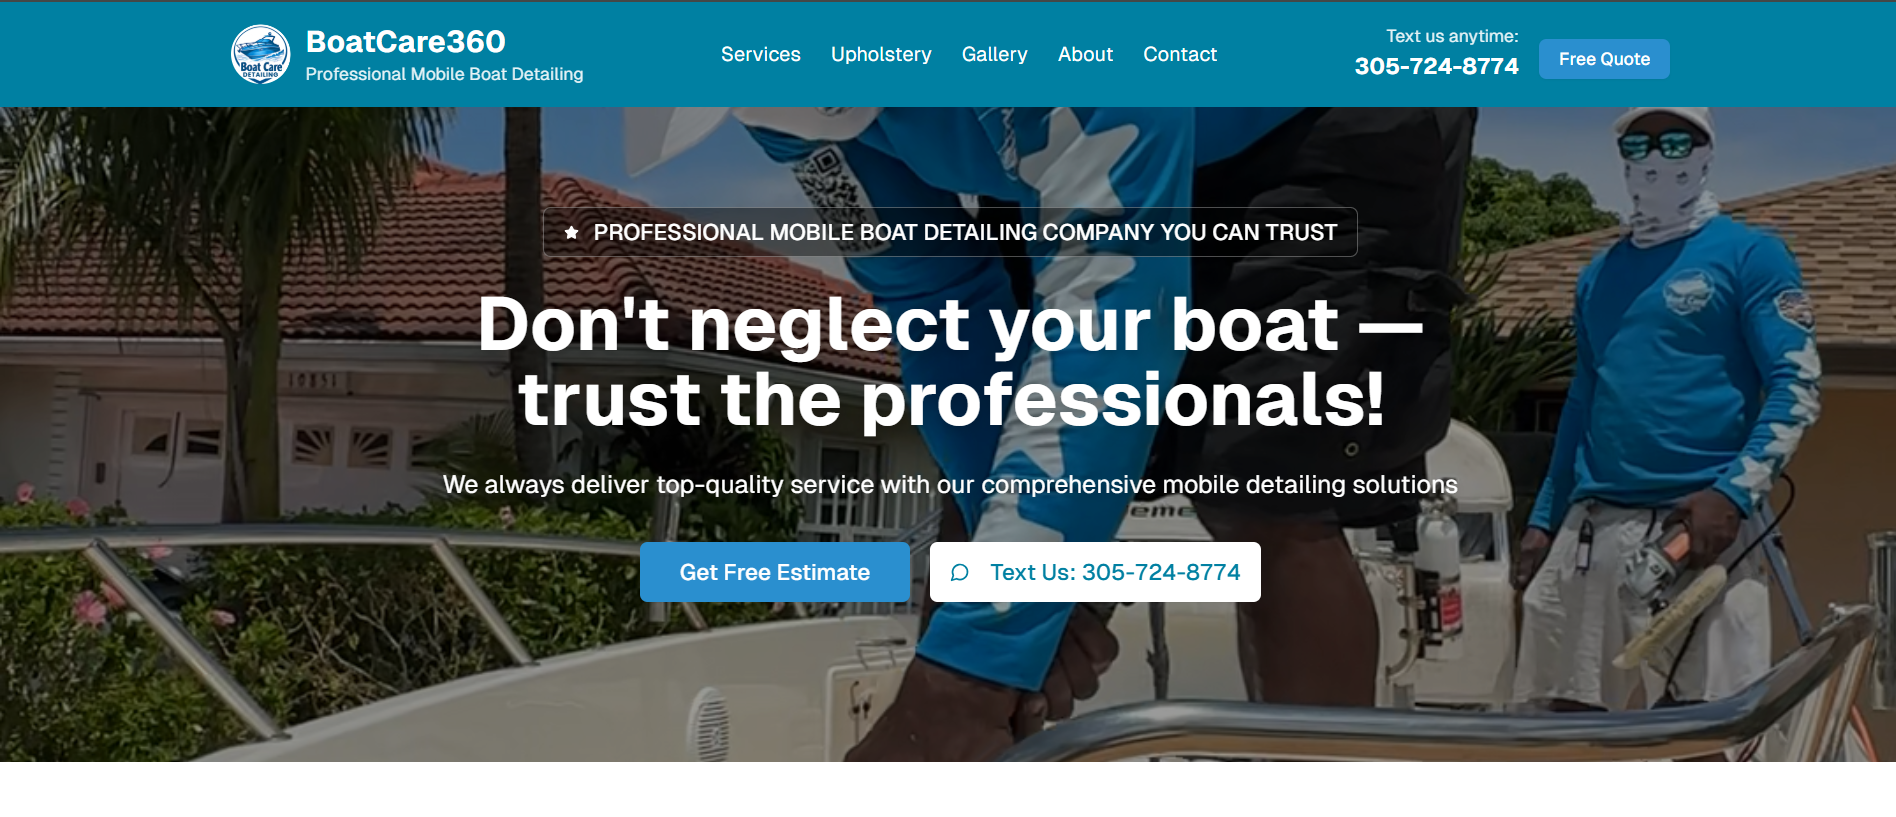 BoatCare360
Professional Mobile Boat Detailing
Boat Care
DETAILING
Services Upholstery Gallery About Contact
Text us anytime:
305-724-8774
Free Quote
PROFESSIONAL MOBILE BOAT DETAILING COMPANY YOU CAN TRUST
Don't neglect your boat —
trust the professionals!
10851
We always deliver top-quality service with our comprehensive mobile detailing solutions
Get Free Estimate
Text Us: 305-724-8774